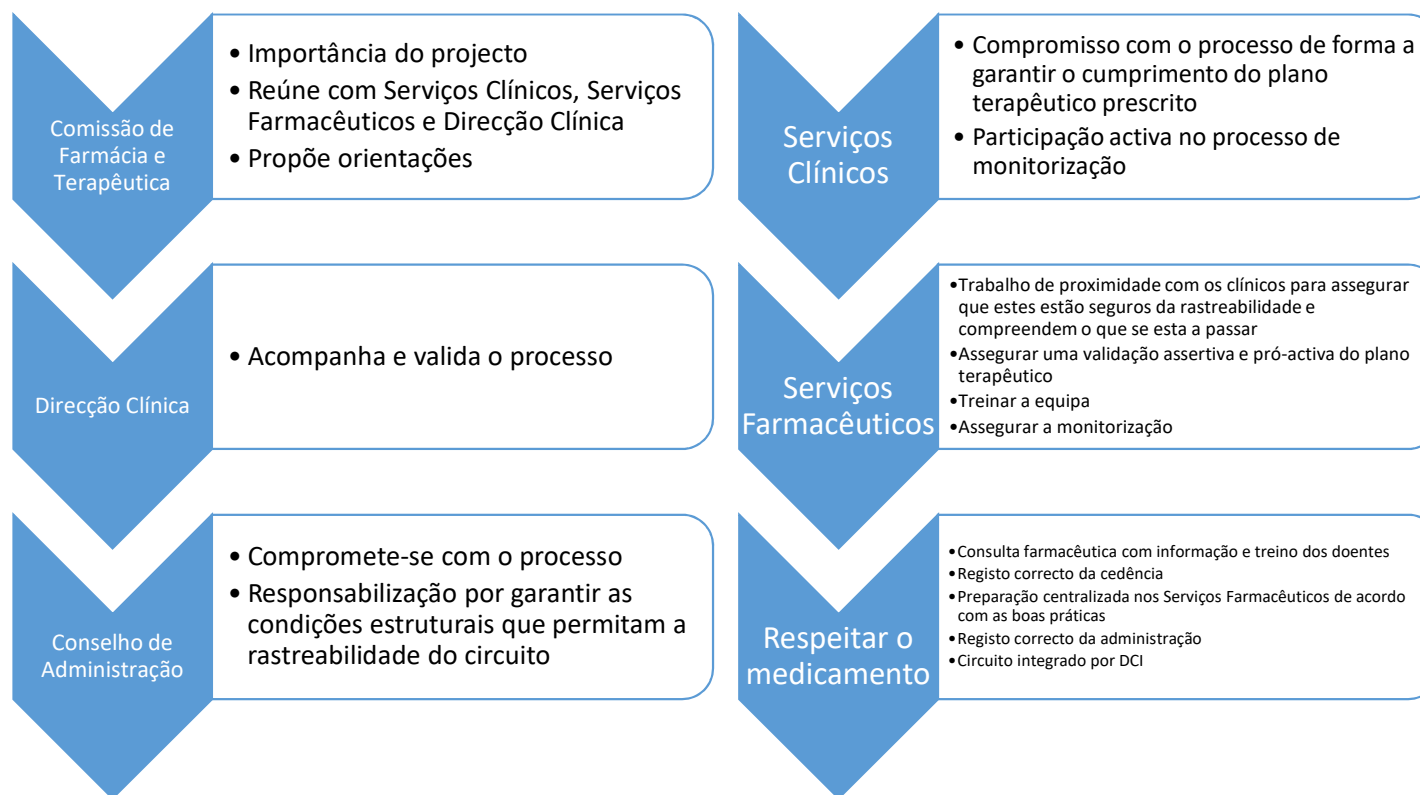 Comissão de
Farmácia e
Terapêutica
• Importância do projecto
• Reúne com Serviços Clínicos, Serviços
Farmacêuticos e Direcção Clínica
• Propõe orientações
Direcção Clínica
• Acompanha e valida o processo
Conselho de
Administração
• Compromete-se com o processo
• Responsabilização por garantir as
condições estruturais que permitam a
rastreabilidade do circuito
Serviços
Clínicos
• Compromisso com o processo de forma a
garantir o cumprimento do plano
terapêutico prescrito
• Participação activa no processo de
monitorização
Serviços
Farmacêuticos
•Trabalho de proximidade com os clínicos para assegurar
que estes estão seguros da rastreabilidade e
compreendem o que se esta a passar
•Assegurar uma validação assertiva e pró-activa do plano
terapêutico
•Treinar a equipa
•Assegurar a monitorização
Respeitar o
medicamento
•Consulta farmacêutica com informação e treino dos doentes
•Registo correcto da cedência
•Preparação centralizada nos Serviços Farmacêuticos de acordo
com as boas práticas
•Registo correcto da administração
•Circuito integrado por DCI